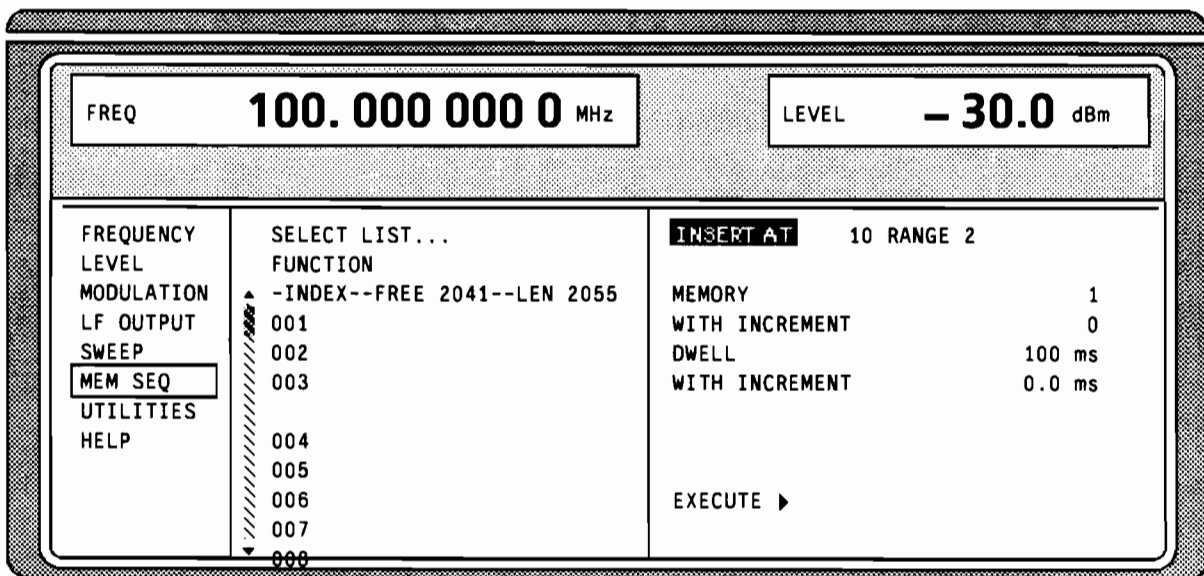 FREQ 100. 000 000 0 MHz
LEVEL – 30.0 dBm
FREQUENCY
LEVEL
MODULATION
LF OUTPUT
SWEEP
MEM SEQ
UTILITIES
HELP
SELECT LIST...
FUNCTION
-INDEX--FREE 2041--LEN 2055
001
002
003
004
005
006
007
008
INSERT AT 10 RANGE 2
MEMORY 1
WITH INCREMENT 0
DWELL 100 ms
WITH INCREMENT 0.0 ms
EXECUTE ▶